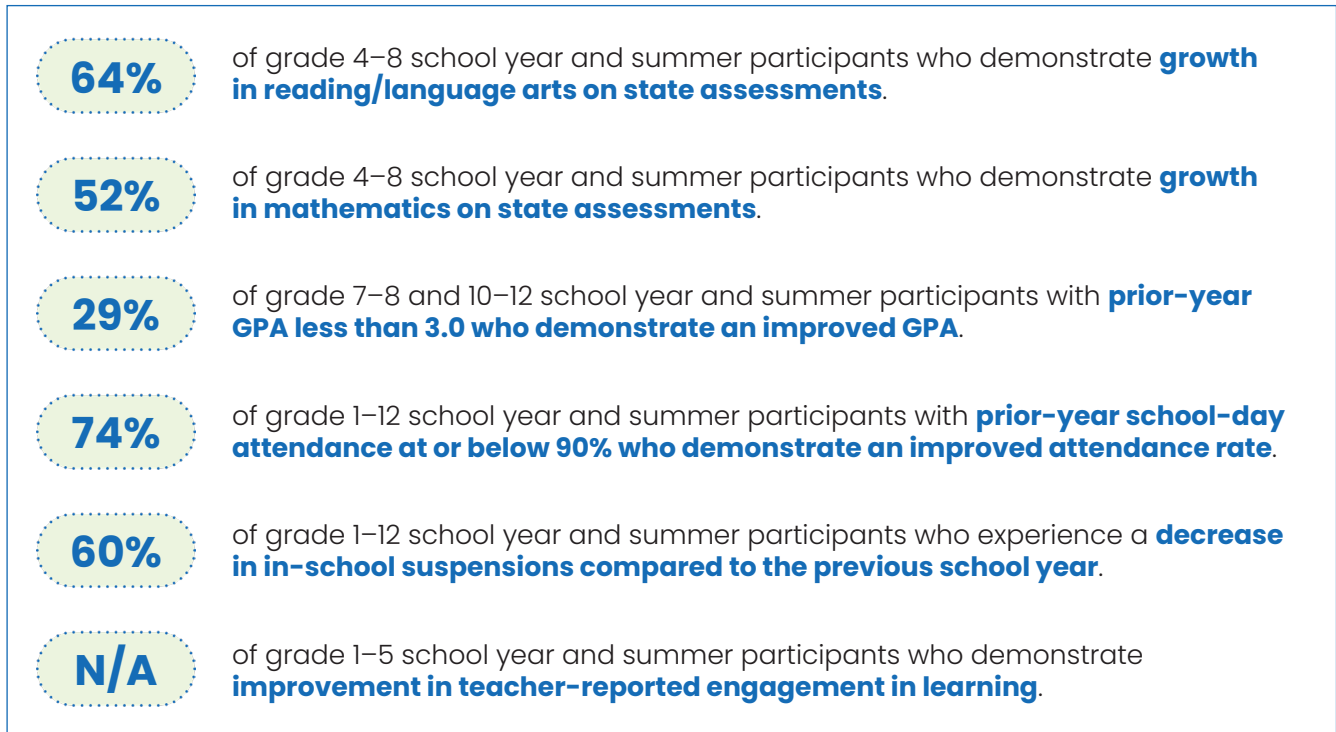 64%
of grade 4–8 school year and summer participants who demonstrate growth
in reading/language arts on state assessments.
52%
of grade 4–8 school year and summer participants who demonstrate growth
in mathematics on state assessments.
29%
of grade 7–8 and 10–12 school year and summer participants with prior-year
GPA less than 3.0 who demonstrate an improved GPA.
74%
of grade 1–12 school year and summer participants with prior-year school-day
attendance at or below 90% who demonstrate an improved attendance rate.
60%
of grade 1–12 school year and summer participants who experience a decrease
in in-school suspensions compared to the previous school year.
N/A
of grade 1–5 school year and summer participants who demonstrate
improvement in teacher-reported engagement in learning.